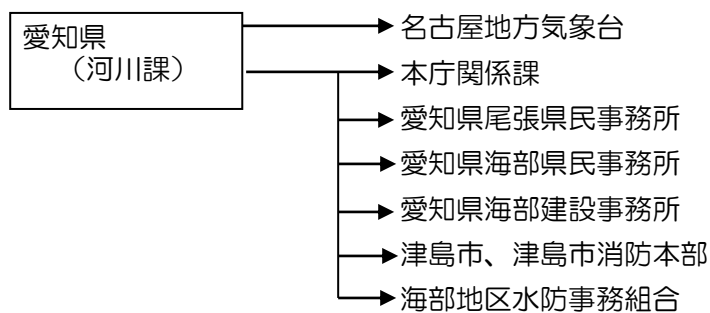 愛知県
（河川課）
名古屋地方気象台
本庁関係課
愛知県尾張県民事務所
愛知県海部県民事務所
愛知県海部建設事務所
津島市、津島市消防本部
海部地区水防事務組合